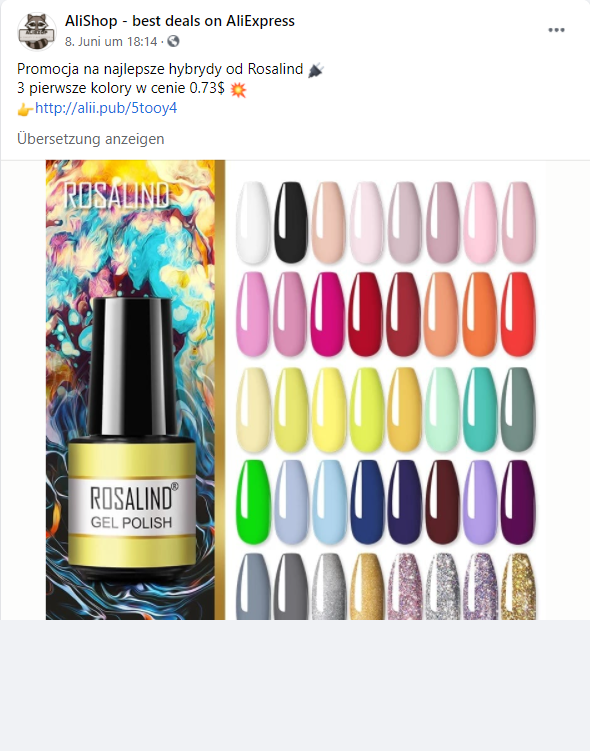 AliShop - best deals on AliExpress
8. Juni um 18:14 ·
Promocja na najlepsze hybrydy od Rosalind
3 pierwsze kolory w cenie 0.73$
http://alii.pub/5tooy4
Übersetzung anzeigen
ROSALIND
ROSALIND®
GEL POLISH